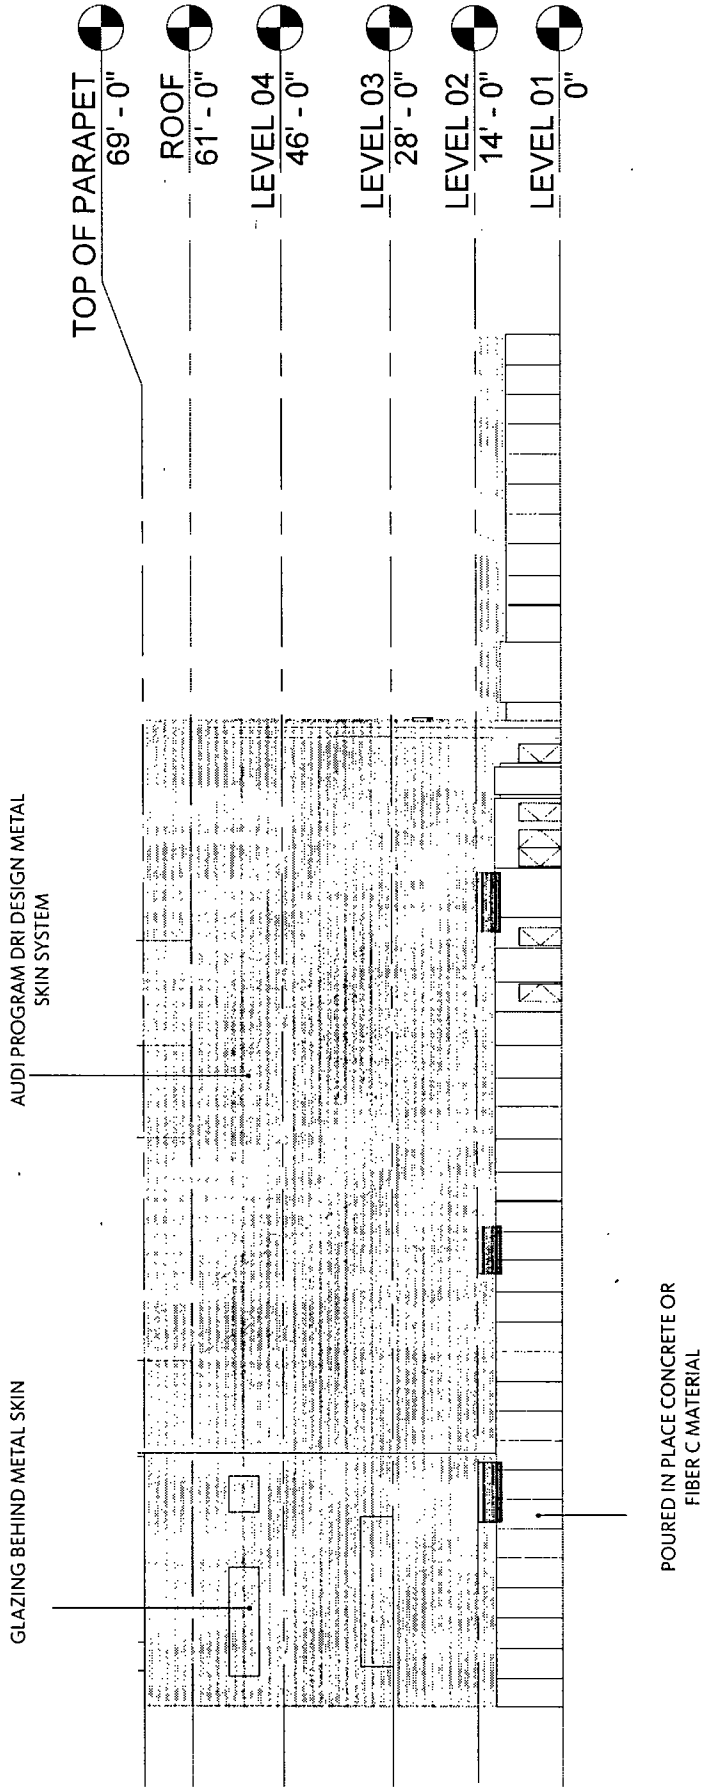 TOP OF PARAPET
69' - 0"
ROOF
61' - 0"
LEVEL 04
46' - 0"
LEVEL 03
28' - 0"
LEVEL 02
14' - 0"
LEVEL 01
0"
GLAZING BEHIND METAL SKIN
AUDI PROGRAM DRI DESIGN METAL
SKIN SYSTEM
POURED IN PLACE CONCRETE OR
FIBER C MATERIAL